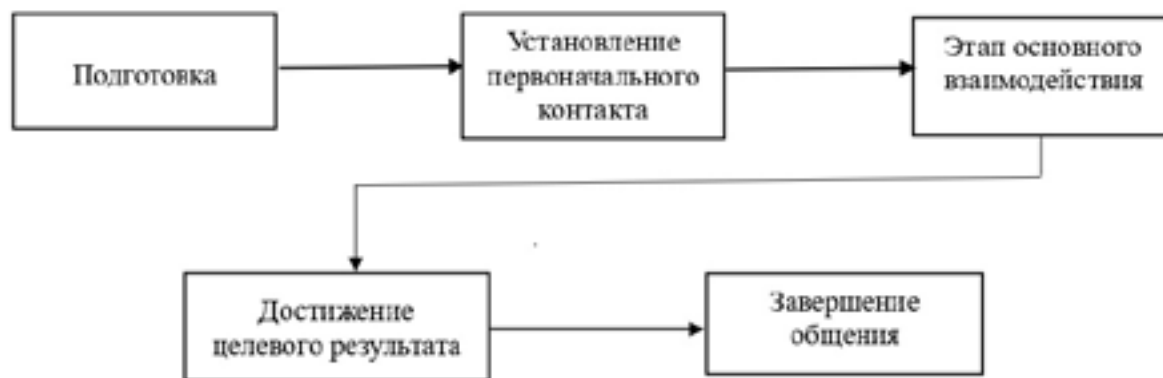 Подготовка
Установление
первоначального
контакта
Этап основного
взаимодействия
Достижение
целевого результата
Завершение
общения